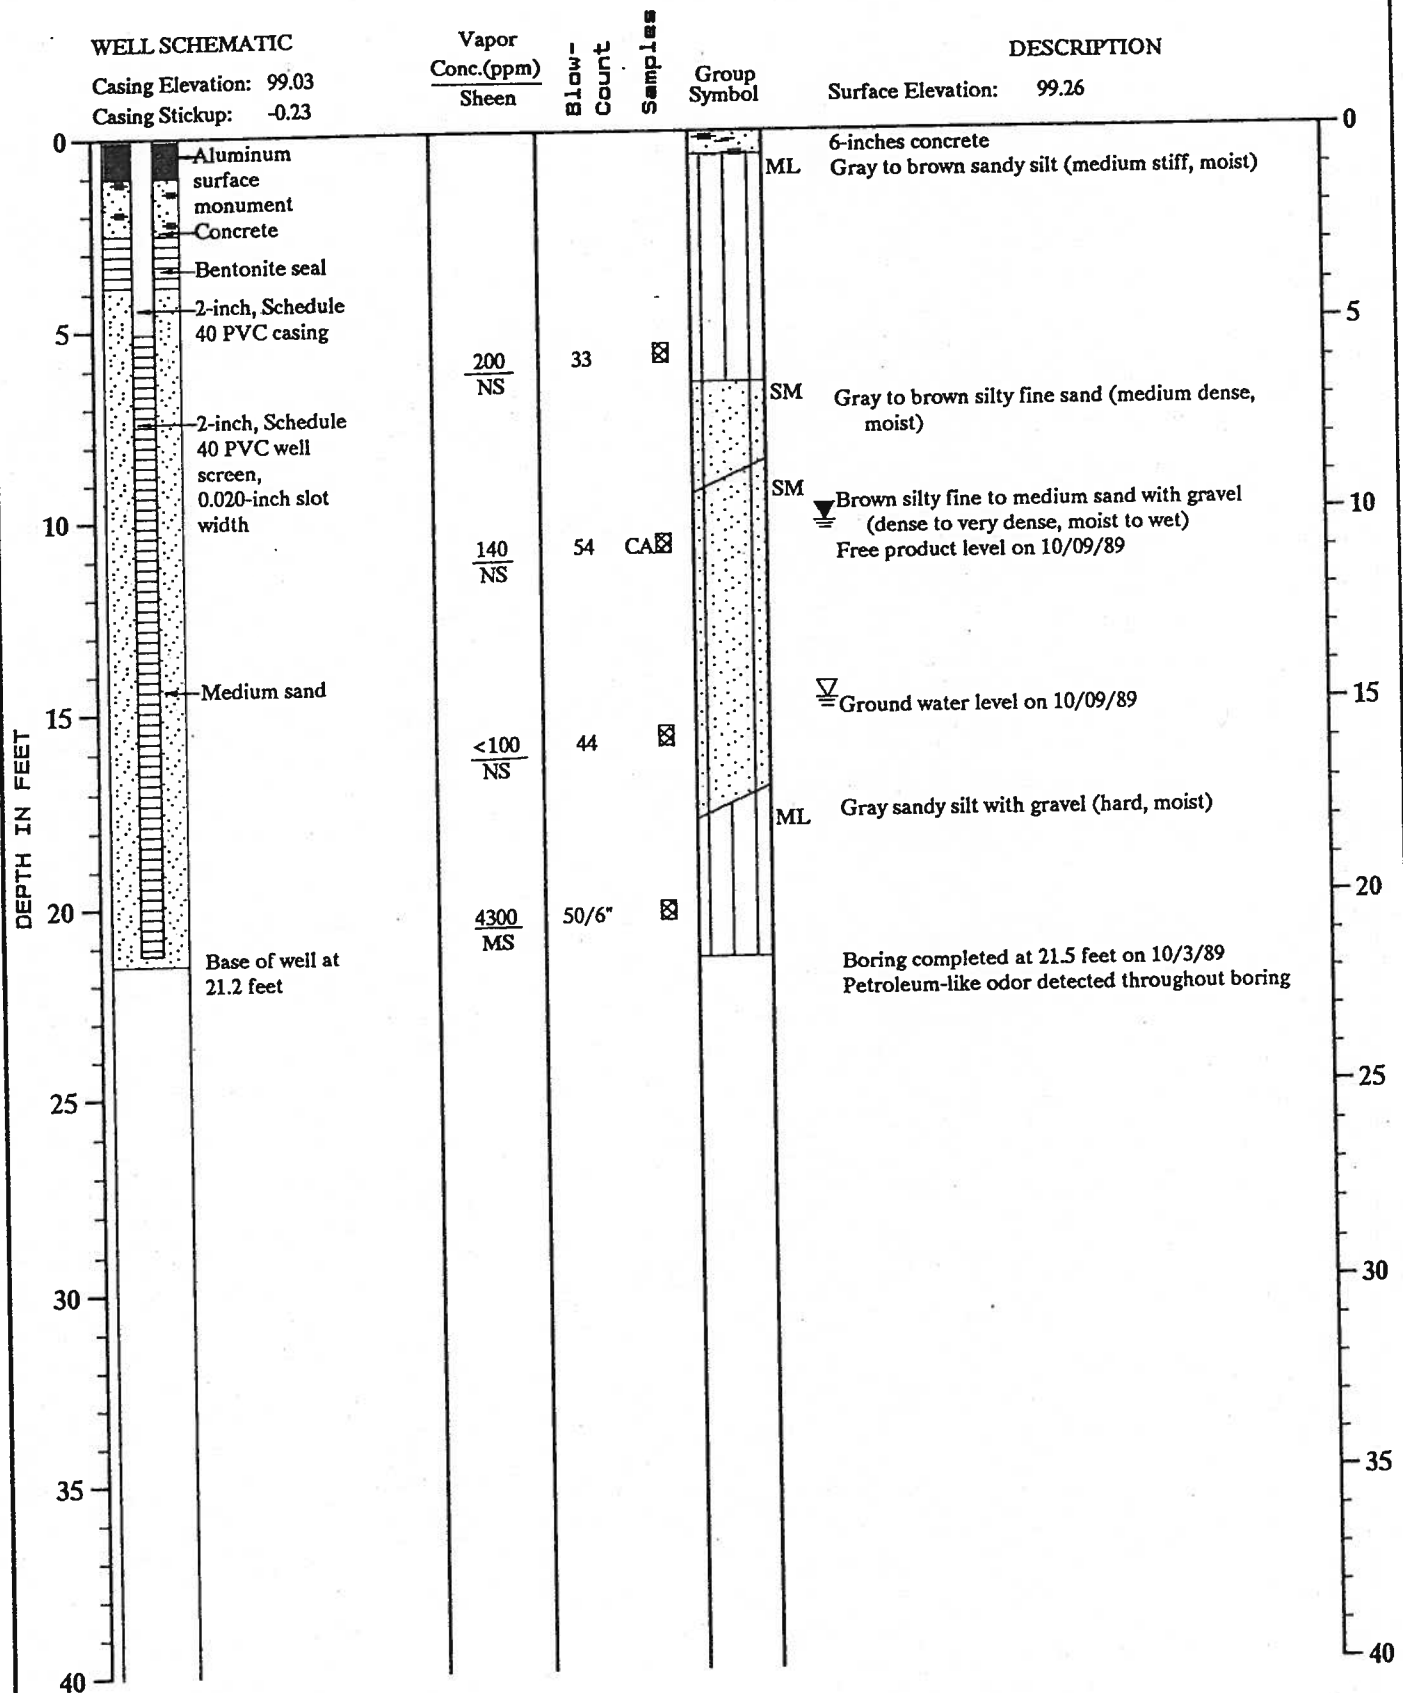 WELL SCHEMATIC
Casing Elevation: 99.03
Casing Stickup: -0.23
Vapor
Conc.(ppm)
Sheen
Blow-
Count
Samples
Group
Symbol
DESCRIPTION
Surface Elevation: 99.26
DEPTH IN FEET
0
5
10
15
20
25
30
35
40
Aluminum
surface
monument
Concrete
Bentonite seal
2-inch, Schedule
40 PVC casing
2-inch, Schedule
40 PVC well
screen,
0.020-inch slot
width
Medium sand
Base of well at
21.2 feet
200
NS
140
NS
<100
NS
4300
MS
33
54
44
50/6"
CA
ML
SM
SM
ML
6-inches concrete
Gray to brown sandy silt (medium stiff, moist)
Gray to brown silty fine sand (medium dense,
moist)
Brown silty fine to medium sand with gravel
(dense to very dense, moist to wet)
Free product level on 10/09/89
Ground water level on 10/09/89
Gray sandy silt with gravel (hard, moist)
Boring completed at 21.5 feet on 10/3/89
Petroleum-like odor detected throughout boring
0
5
10
15
20
25
30
35
40